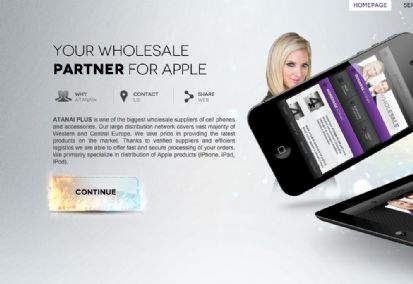 HOMEPAGE
YOUR WHOLESALE
PARTNER FOR APPLE
WHY
ATANAI?
CONTACT
US
SHARE
WEB
ATANAI PLUS is one of the biggest wholesale suppliers of cell phones
and accessories. Our large distribution network covers vast majority of
Western and Central Europe. We take pride in providing the latest
products on the market. Thanks to verified suppliers and efficient
logistics we are able to offer fast and secure processing of your orders.
We primarily specialize in distribution of Apple products (iPhone, iPad,
iPod).
CONTINUE
WHOLESALE